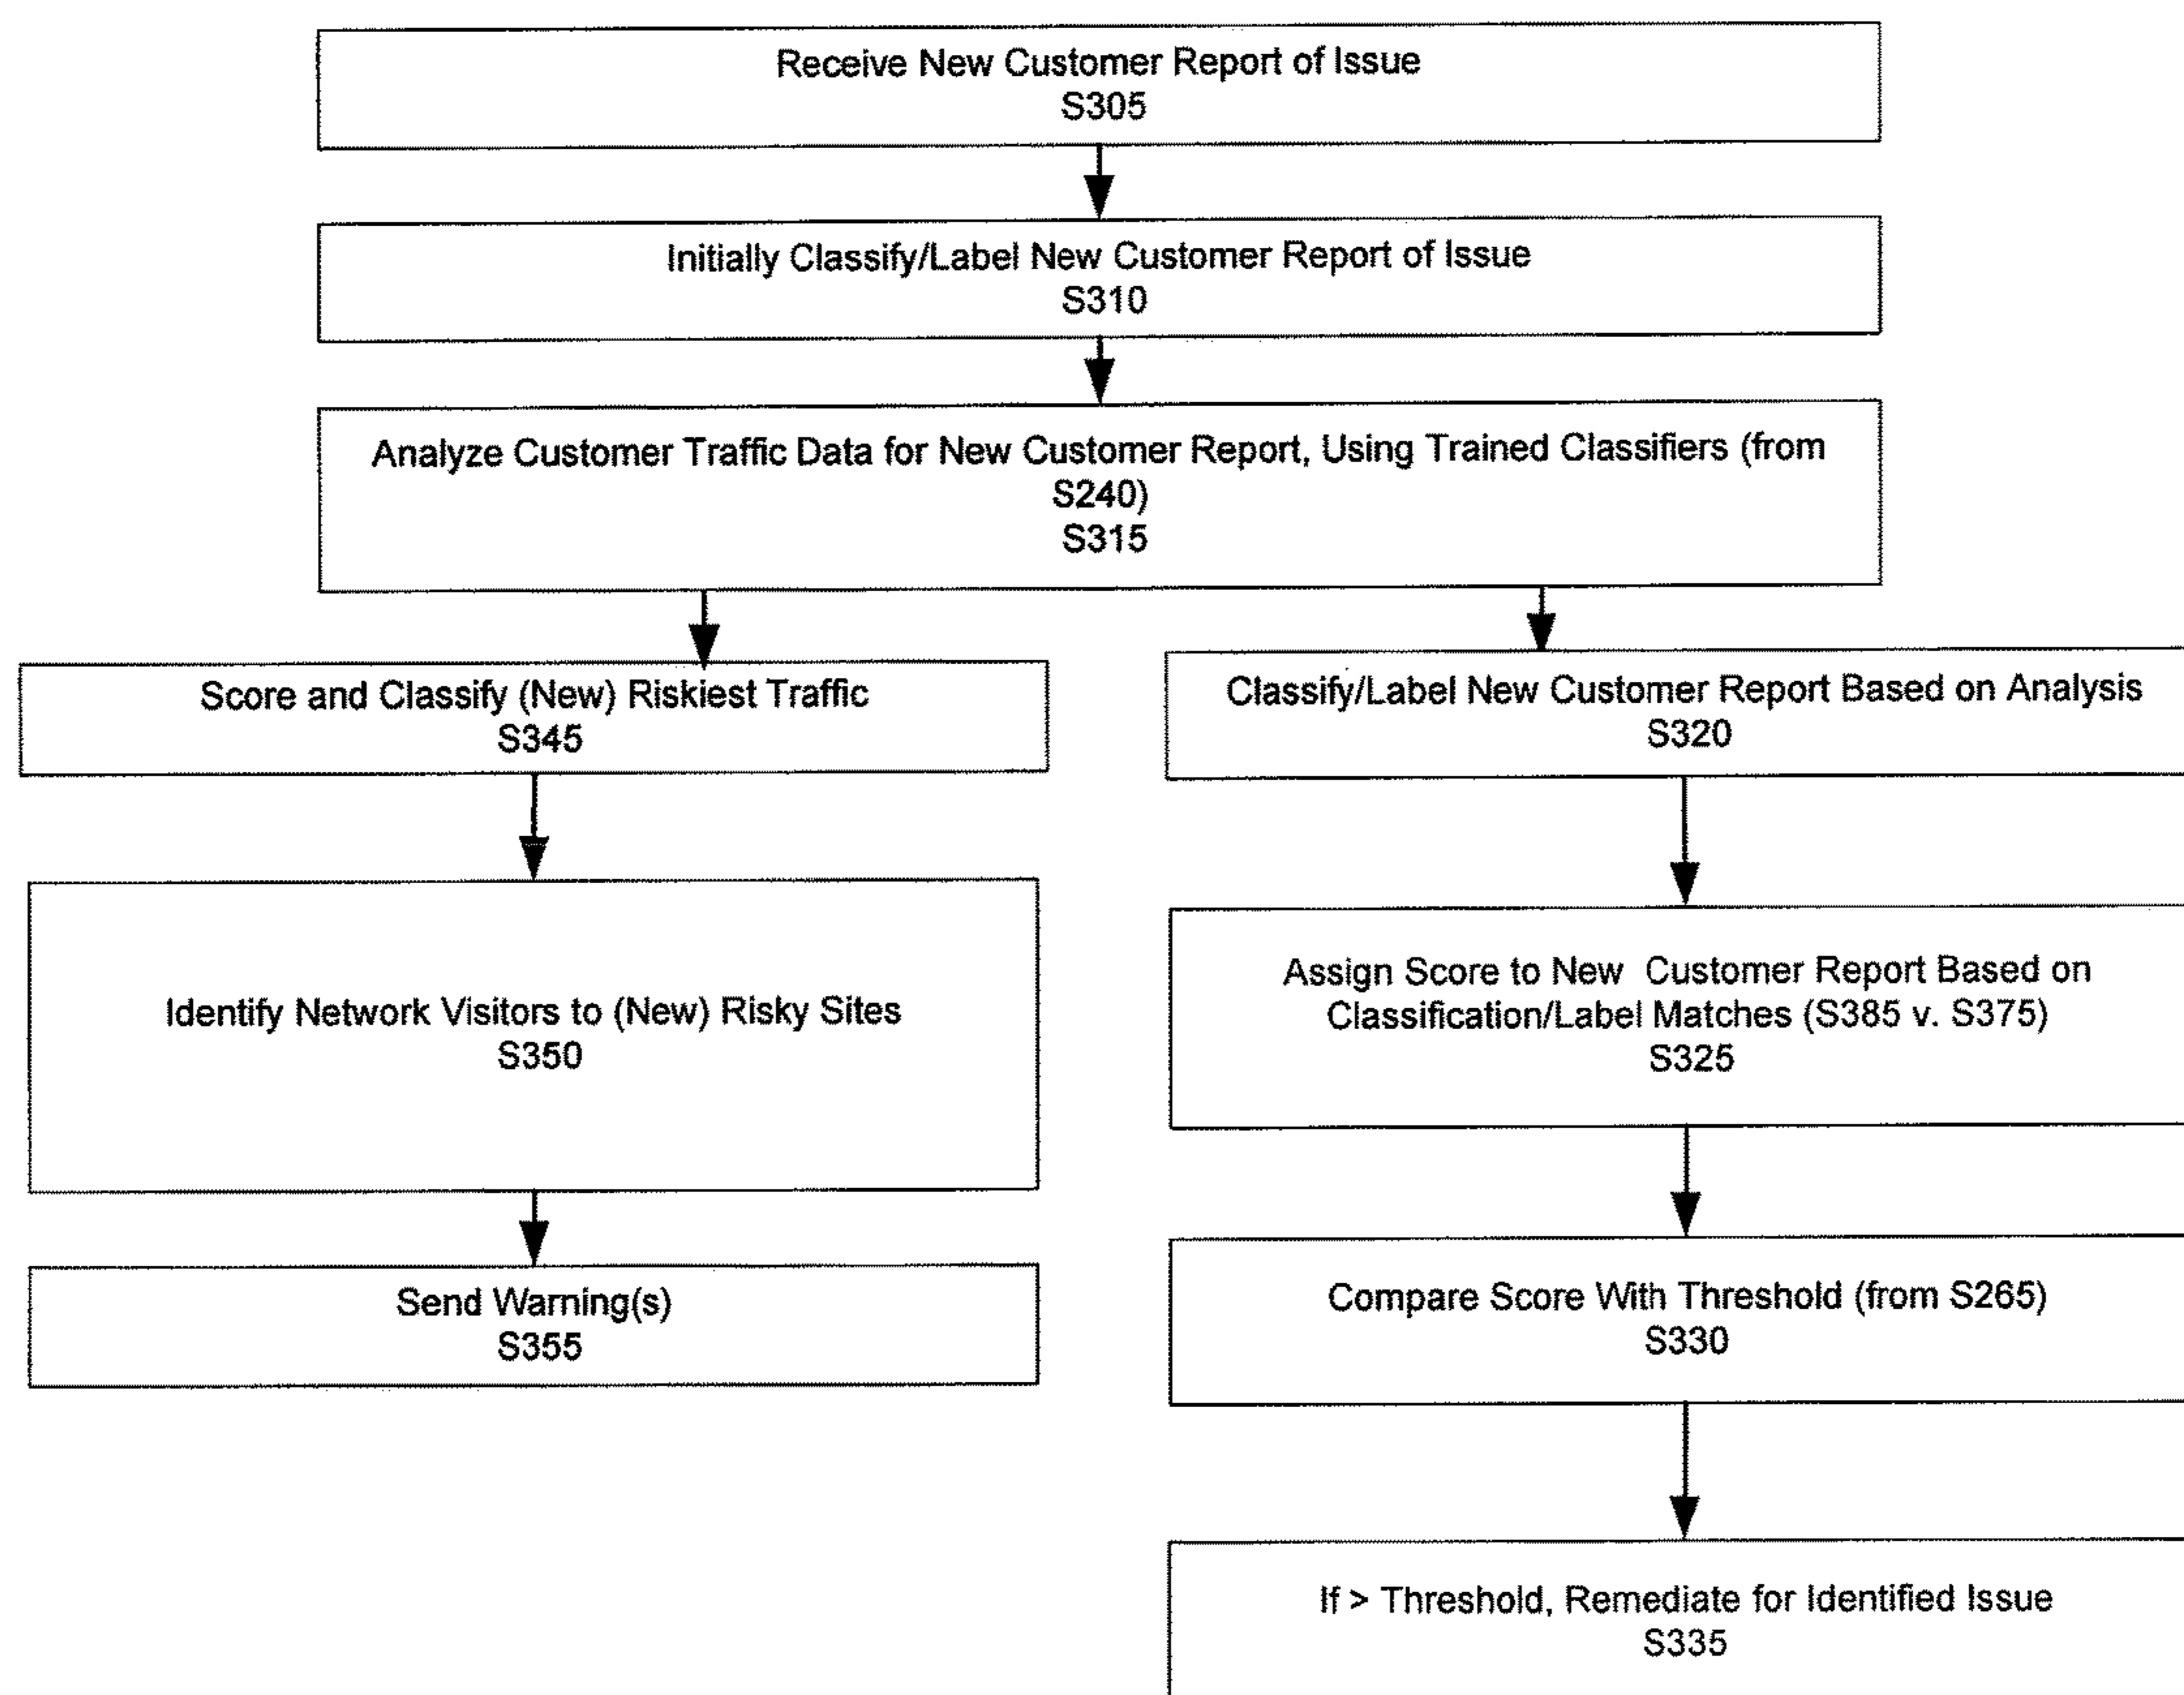 Receive New Customer Report of Issue
S305
Initially Classify/Label New Customer Report of Issue
S310
Analyze Customer Traffic Data for New Customer Report, Using Trained Classifiers (from
S240)
S315
Score and Classify (New) Riskiest Traffic
S345
Classify/Label New Customer Report Based on Analysis
S320
Identify Network Visitors to (New) Risky Sites
S350
Assign Score to New Customer Report Based on
Classification/Label Matches (S385 v. S375)
S325
Send Warning(s)
S355
Compare Score With Threshold (from S265)
S330
If > Threshold, Remediate for Identified Issue
S335